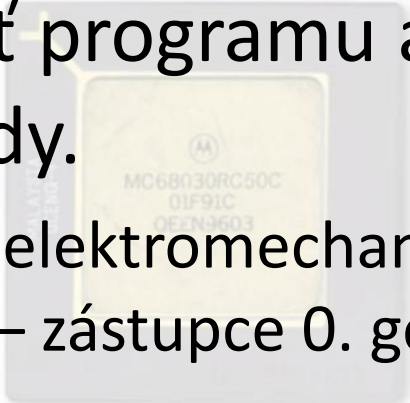 ť programu a
dy.
MC68030RC50C
01F91C
elektromechan
– zástupce 0. ge